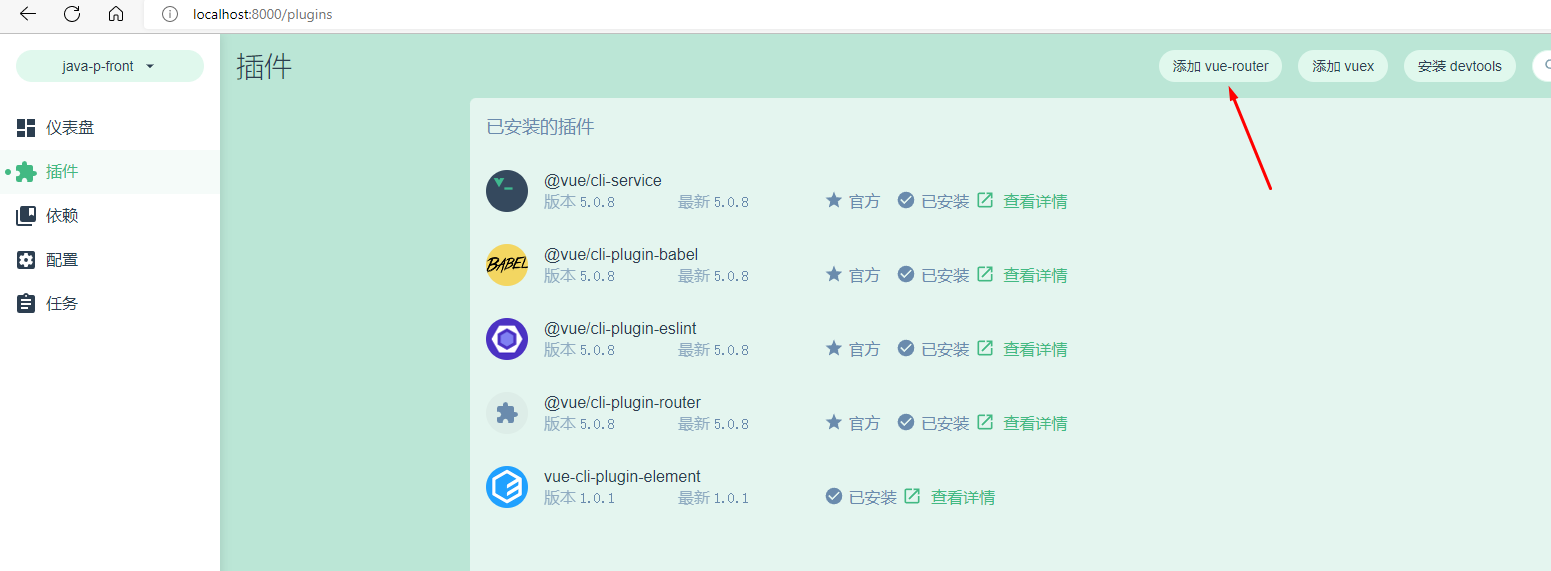 localhost:8000/plugins
java-p-front
插件
添加 vue-router
添加 vuex
安装 devtools
仪表盘
插件
依赖
配置
任务
已安装的插件
@vue/cli-service
版本 5.0.8 最新 5.0.8 官方 已安装 查看详情
BABEL
@vue/cli-plugin-babel
版本 5.0.8 最新 5.0.8 官方 已安装 查看详情
@vue/cli-plugin-eslint
版本 5.0.8 最新 5.0.8 官方 已安装 查看详情
@vue/cli-plugin-router
版本 5.0.8 最新 5.0.8 官方 已安装 查看详情
vue-cli-plugin-element
版本 1.0.1 最新 1.0.1 已安装 查看详情